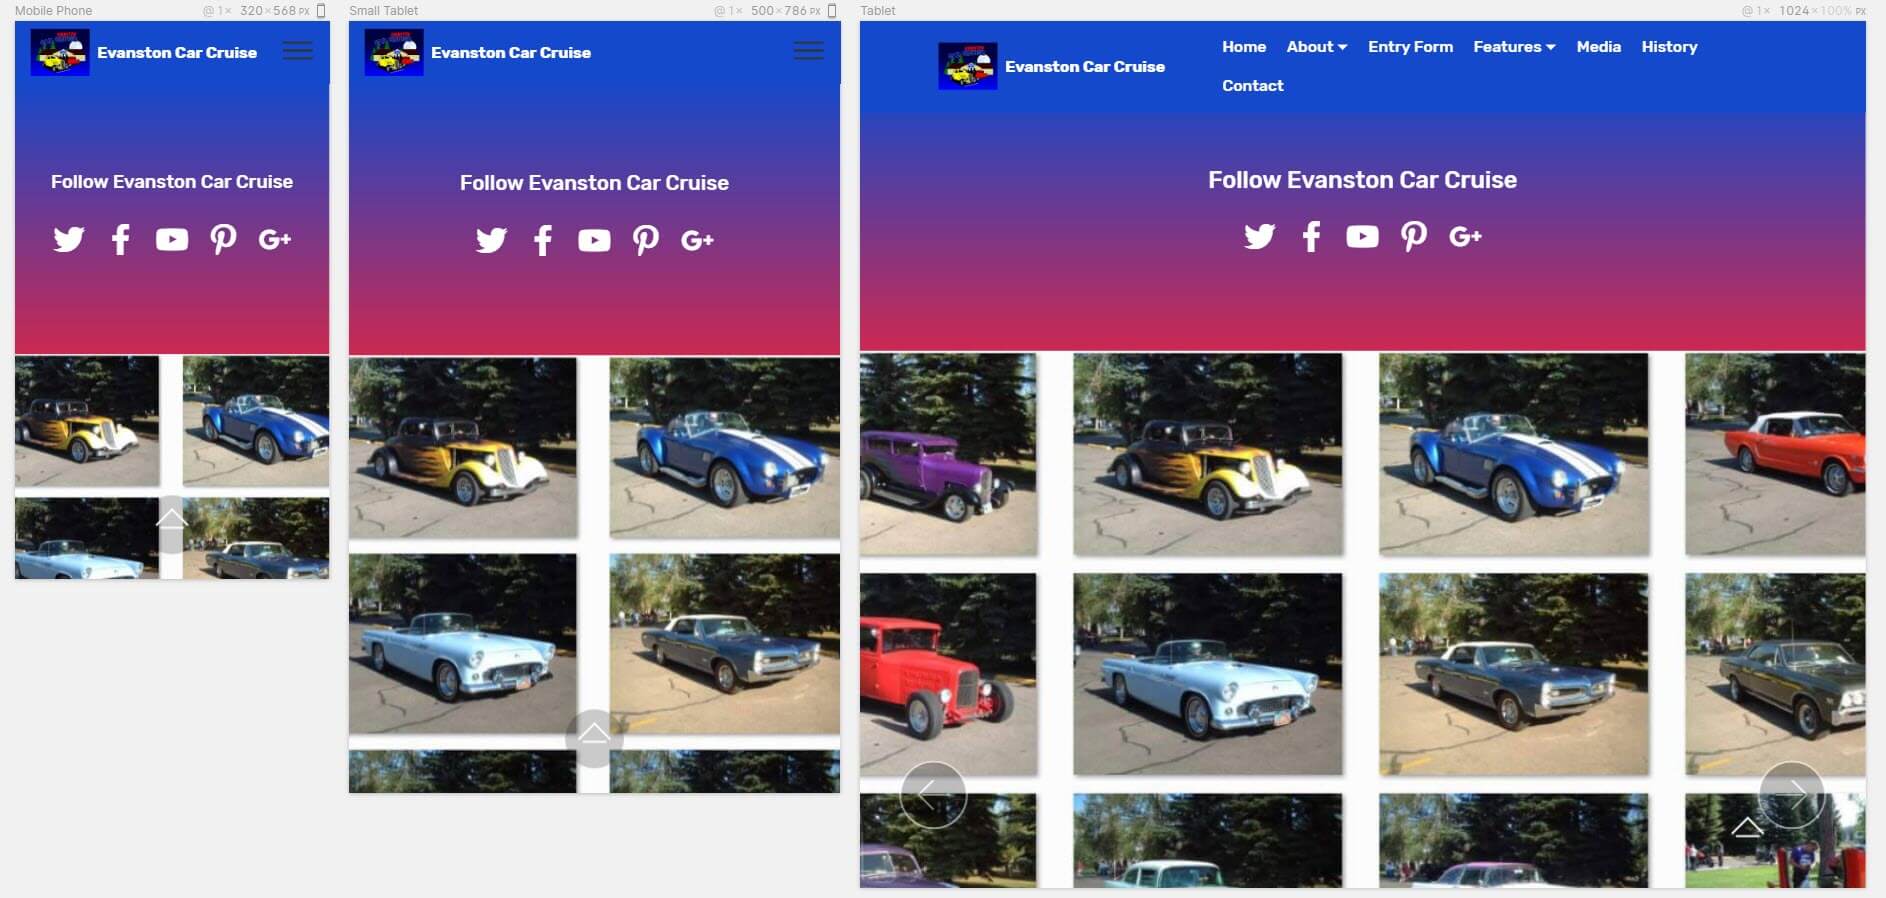 Mobile Phone @ 1× 320×568 PX
Evanston Car Cruise
Follow Evanston Car Cruise
G+
Small Tablet @ 1× 500×786 PX
Evanston Car Cruise
Follow Evanston Car Cruise
G+
Tablet @ 1× 1024×100% PX
Evanston Car Cruise
Home About Entry Form Features Media History
Contact
Follow Evanston Car Cruise
G+